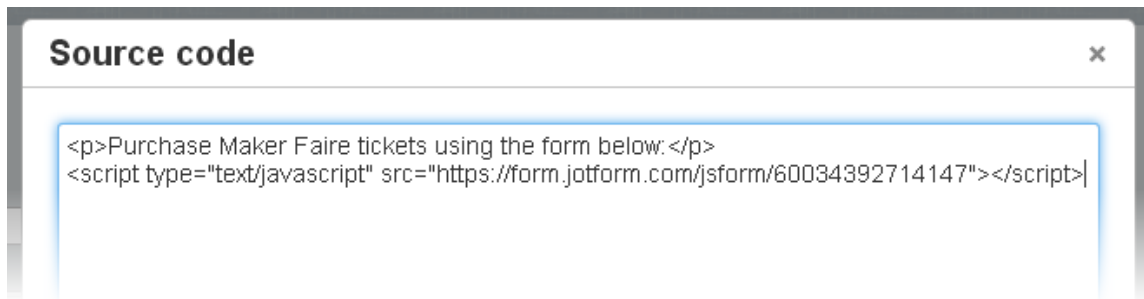 Source code
×
<p>Purchase Maker Faire tickets using the form below:</p>
<script type="text/javascript" src="https://form.jotform.com/jsform/60034392714147"></script>